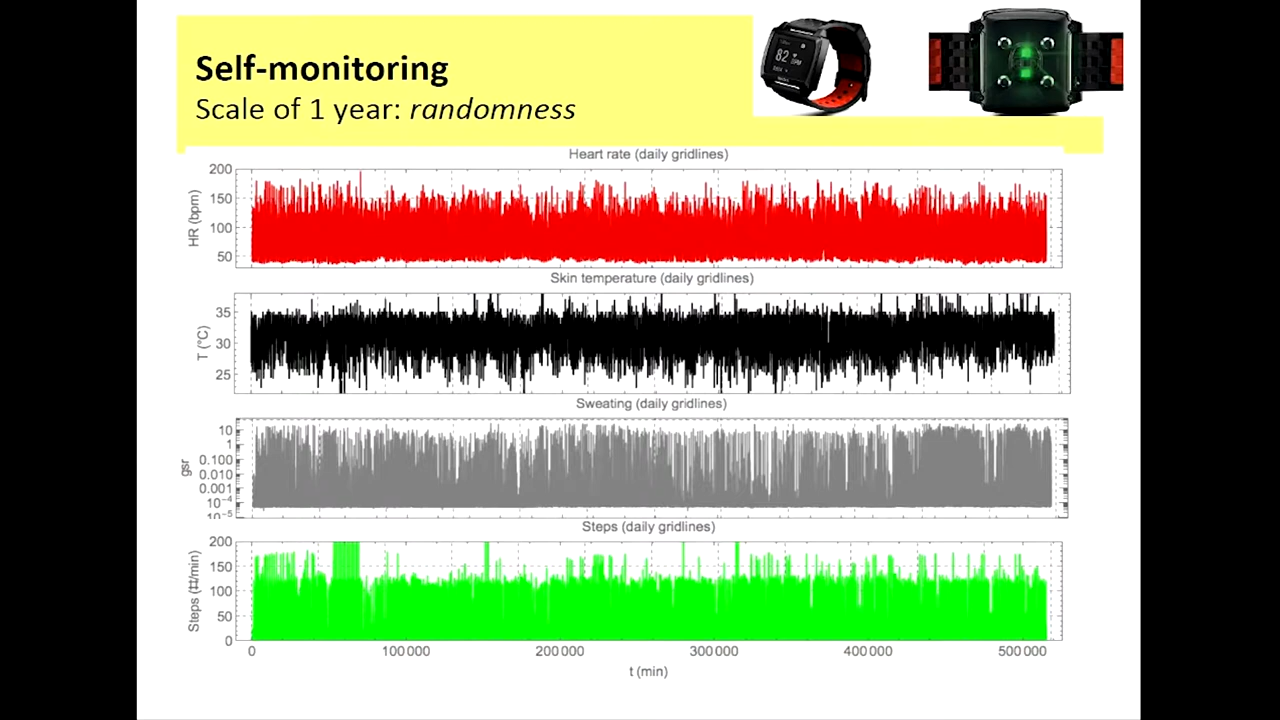 Self-monitoring
Scale of 1 year: randomness
82
BPM
Heart rate (daily gridlines)
200
150
100
50
HR (bpm)
Skin temperature (daily gridlines)
35
30
25
T (°C)
Sweating (daily gridlines)
10
1
0.100
0.010
0.001
10⁻⁴
10⁻⁵
gsr
Steps (daily gridlines)
200
150
100
50
0
Steps (tt/min)
0 100 000 200 000 300 000 400 000 500 000
t (min)